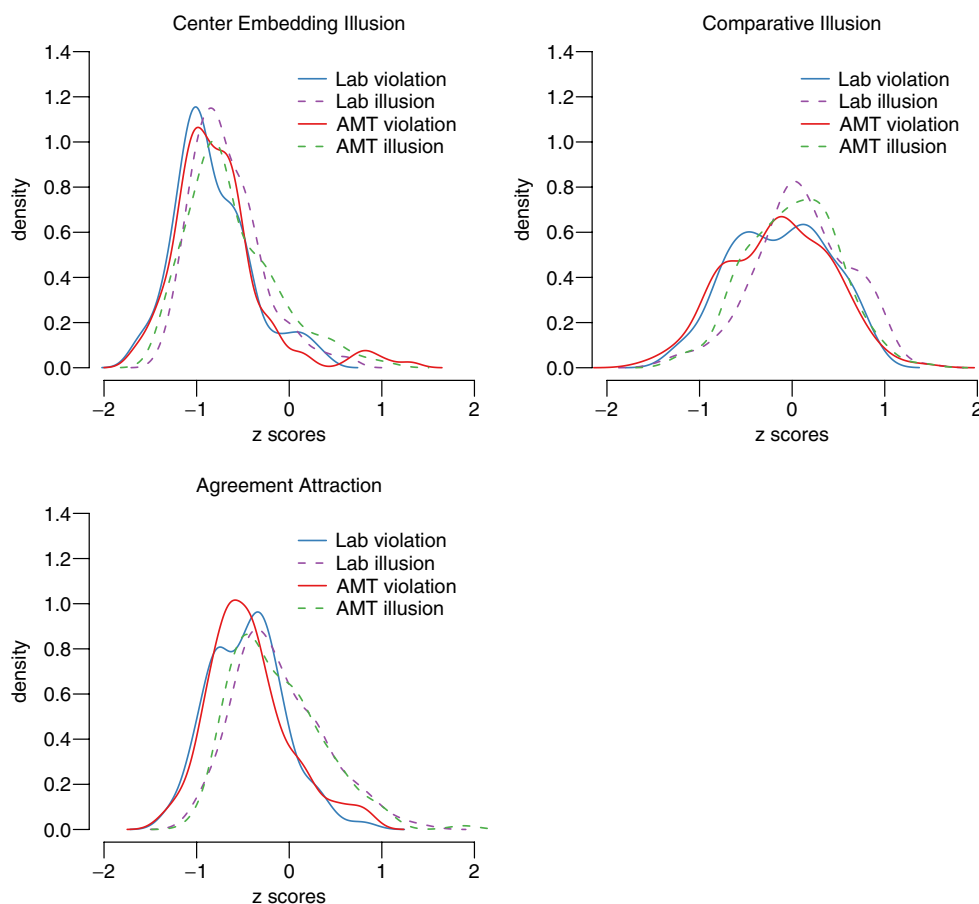 Center Embedding Illusion
1.4
1.2
1.0
0.8
0.6
0.4
0.2
0.0
density
Lab violation
Lab illusion
AMT violation
AMT illusion
−2 −1 0 1 2
z scores
Comparative Illusion
1.4
1.2
1.0
0.8
0.6
0.4
0.2
0.0
density
Lab violation
Lab illusion
AMT violation
AMT illusion
−2 −1 0 1 2
z scores
Agreement Attraction
1.4
1.2
1.0
0.8
0.6
0.4
0.2
0.0
density
Lab violation
Lab illusion
AMT violation
AMT illusion
−2 −1 0 1 2
z scores